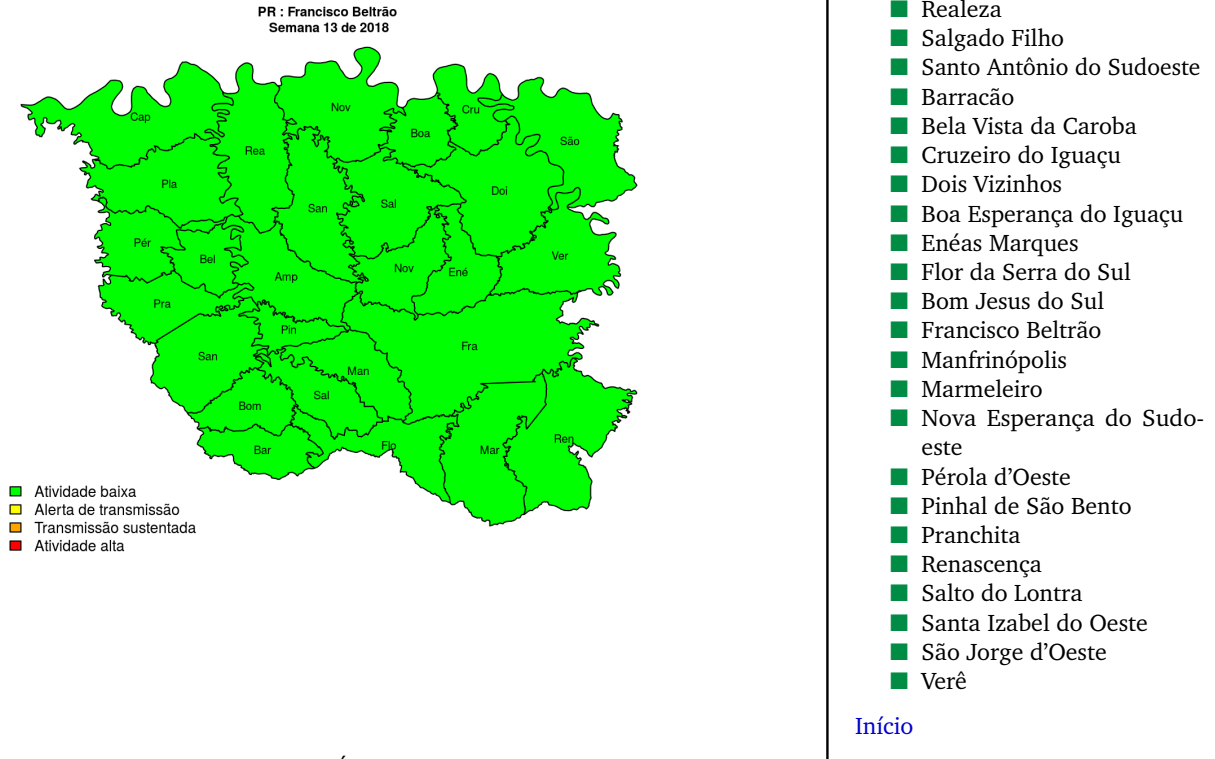 PR : Francisco Beltrão
Semana 13 de 2018
Nov
Cap
Cru
Boa
São
Rea
Pla
Doi
Sal
San
Pér
Bel
Ver
Nov
Ené
Amp
Pra
Pin
Fra
San
Man
Sal
Bom
Ren
Flo
Bar
Mar
Atividade baixa
Alerta de transmissão
Transmissão sustentada
Atividade alta
Realeza
Salgado Filho
Santo Antônio do Sudoeste
Barracão
Bela Vista da Caroba
Cruzeiro do Iguaçu
Dois Vizinhos
Boa Esperança do Iguaçu
Enéas Marques
Flor da Serra do Sul
Bom Jesus do Sul
Francisco Beltrão
Manfrinópolis
Marmeleiro
Nova Esperança do Sudo-
este
Pérola d’Oeste
Pinhal de São Bento
Pranchita
Renascença
Salto do Lontra
Santa Izabel do Oeste
São Jorge d’Oeste
Verê
Início